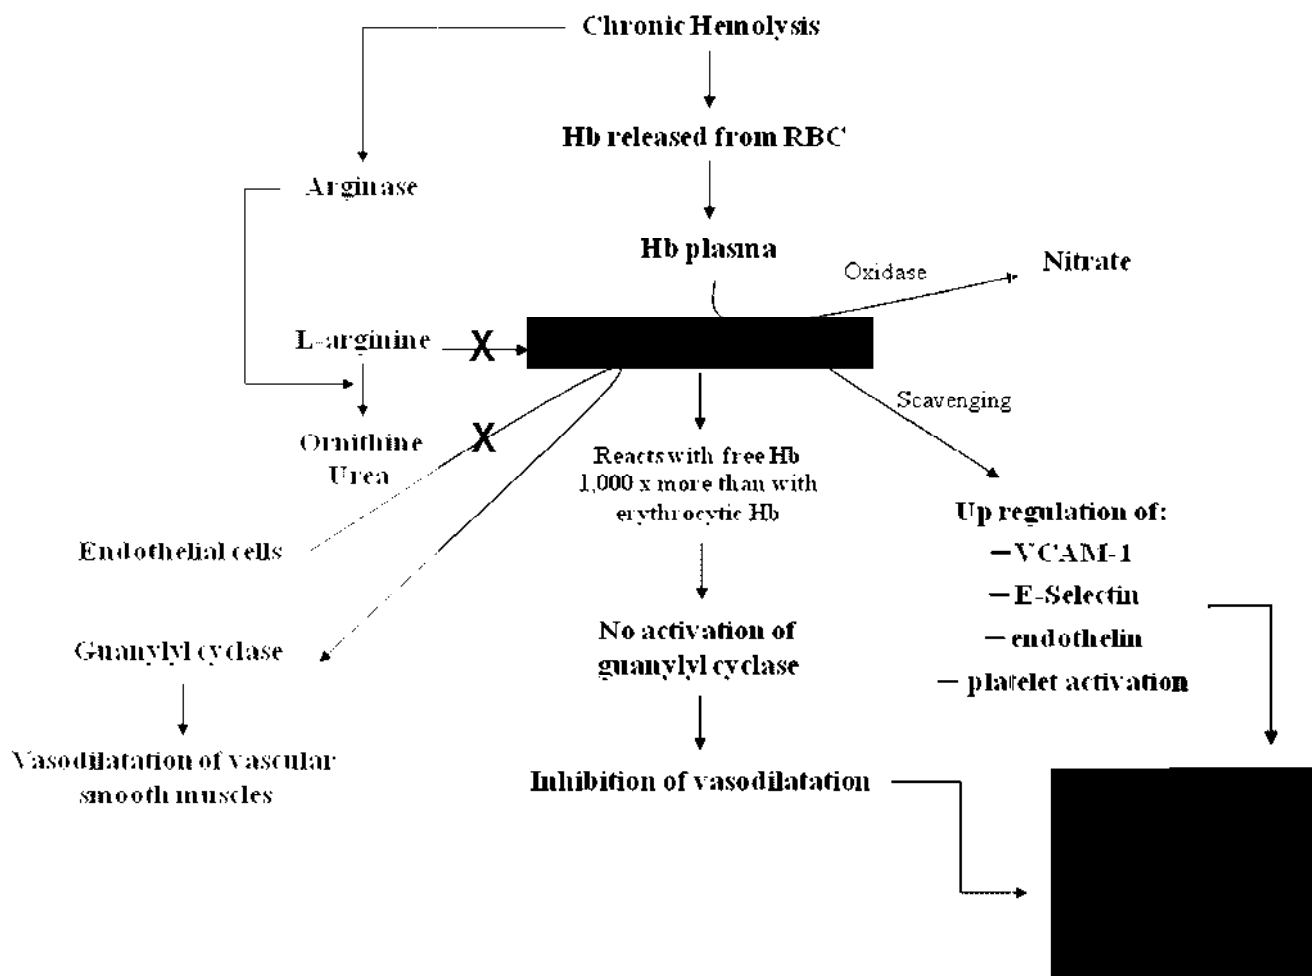 Chronic Hemolysis
Hb released from RBC
Arginase
Hb plasma
Oxidase
Nitrate
L-arginine
X
Scavenging
Ornithine
Urea
X
Reacts with free Hb
1,000 x more than with
erythrocytic Hb
Up regulation of:
– VCAM-1
– E-Selectin
– endothelin
– platelet activation
Endothelial cells
Guanylyl cyclase
No activation of
guanylyl cyclase
Vasodilatation of vascular
smooth muscles
Inhibition of vasodilatation